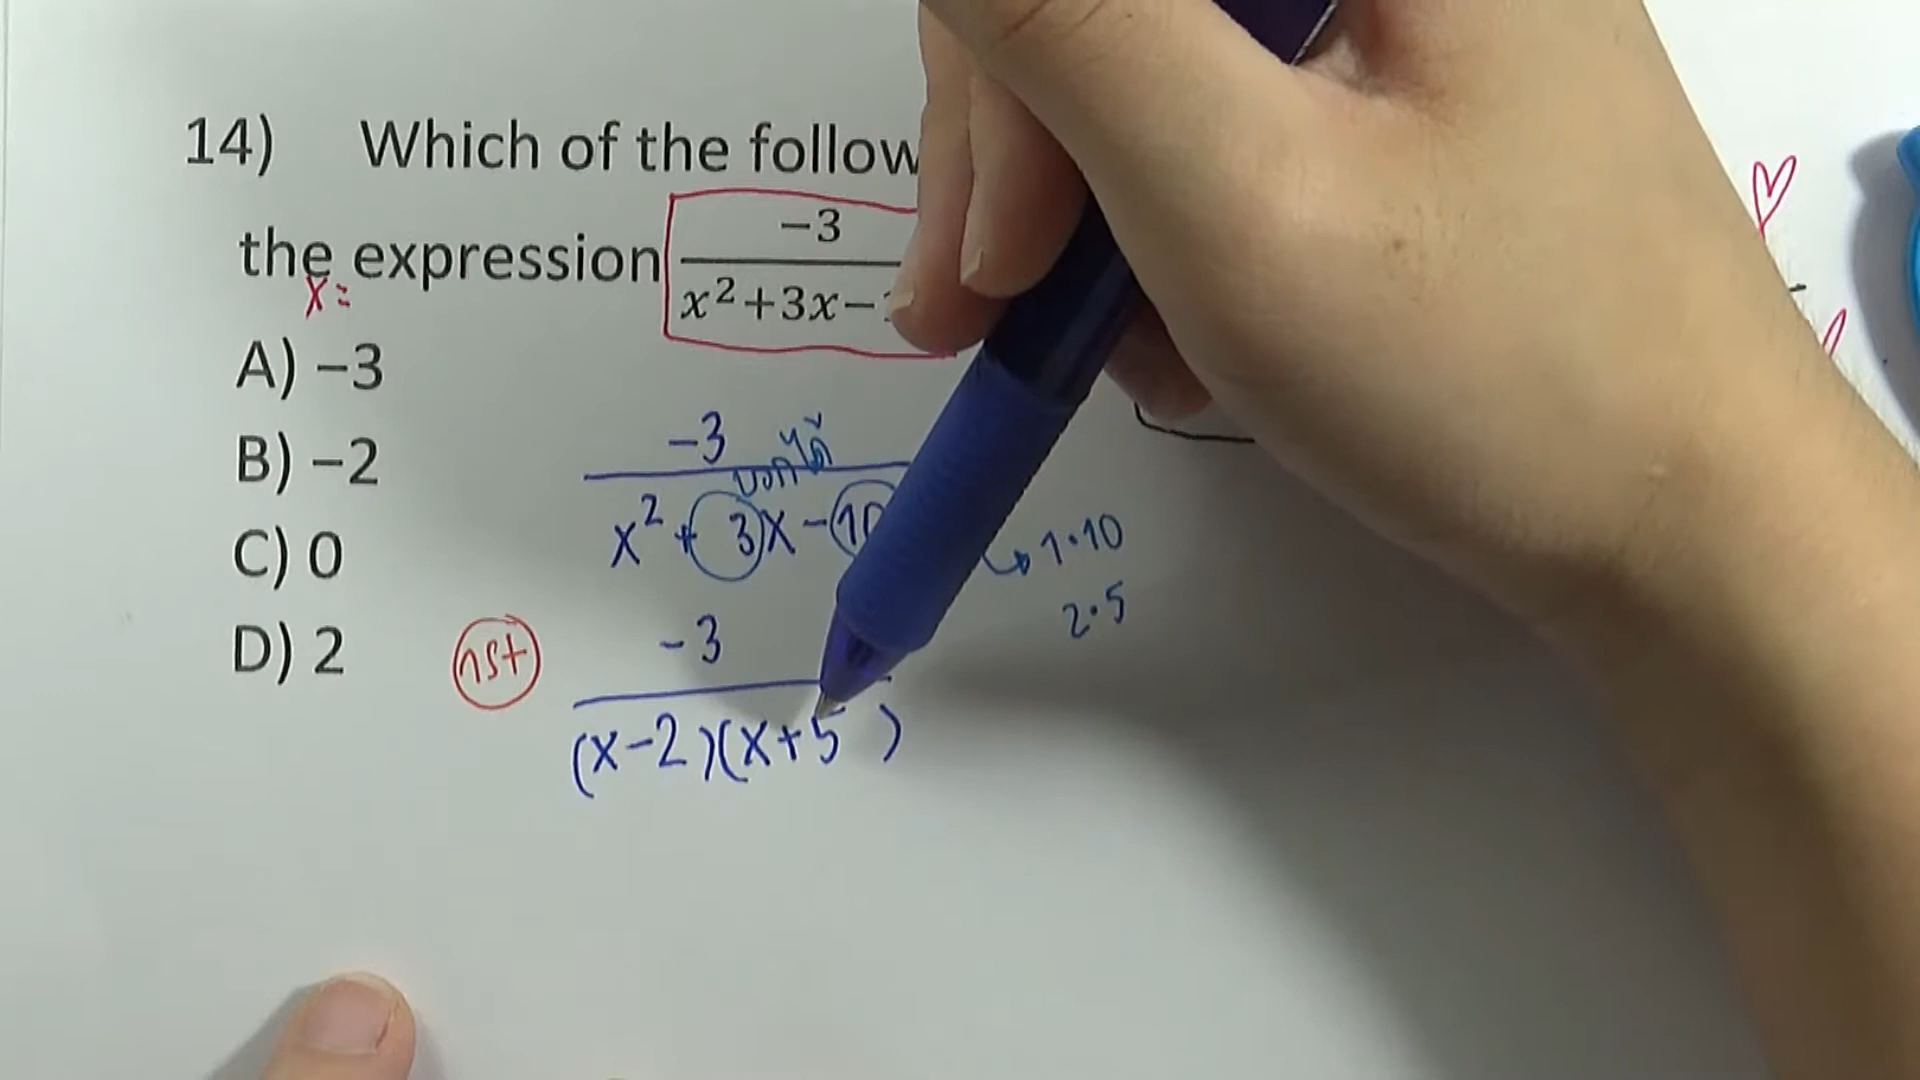 14) Which of the follow
the expression −3
x²+3x−
x =
A) −3
B) −2
C) 0
D) 2
-3
บวกได้
x² + 3x - 10
1·10
2·5
-3
(x-2)(x+5 )